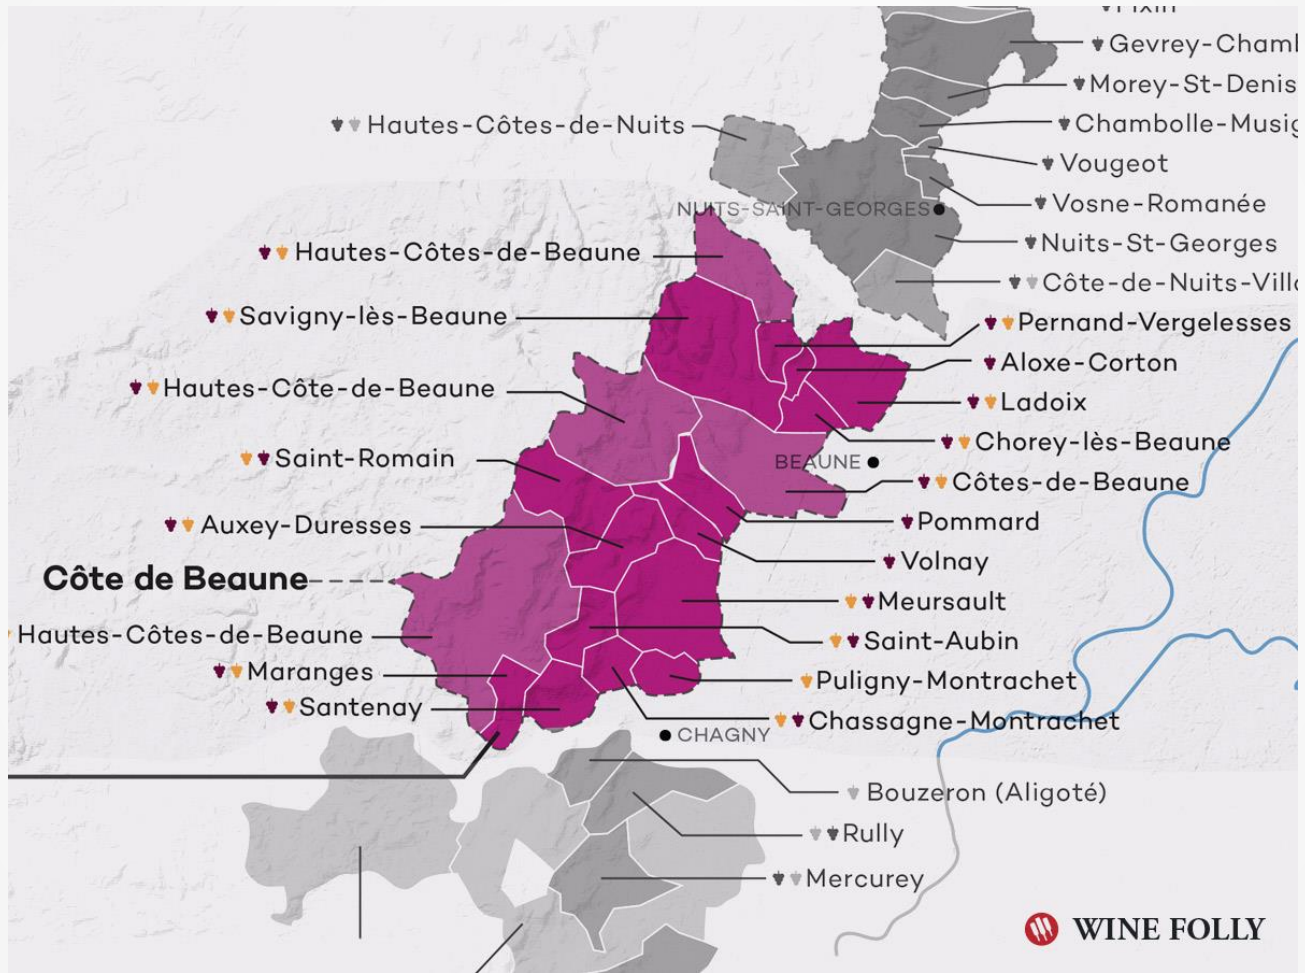 Gevrey-Cham
Morey-St-Denis
Hautes-Côtes-de-Nuits
Chambolle-Musig
Vougeot
Vosne-Romanée
NUITS-SAINT-GEORGES
Nuits-St-Georges
Hautes-Côtes-de-Beaune
Côte-de-Nuits-Villa
Savigny-lès-Beaune
Pernand-Vergelesses
Aloxe-Corton
Hautes-Côte-de-Beaune
Ladoix
Chorey-lès-Beaune
Saint-Romain
BEAUNE
Côtes-de-Beaune
Auxey-Duresses
Pommard
Volnay
Côte de Beaune
Meursault
Hautes-Côtes-de-Beaune
Saint-Aubin
Maranges
Puligny-Montrachet
Santenay
Chassagne-Montrachet
CHAGNY
Bouzeron (Aligoté)
Rully
Mercurey
WINE FOLLY